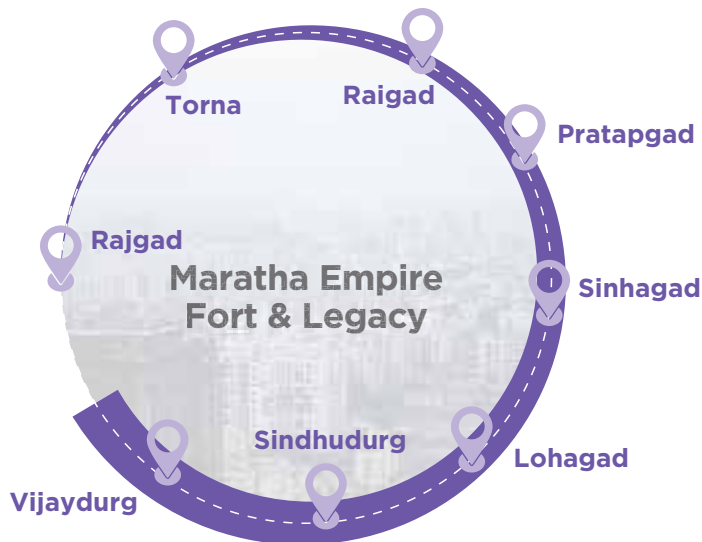 Torna
Raigad
Pratapgad
Rajgad
Maratha Empire
Fort & Legacy
Sinhagad
Sindhudurg
Lohagad
Vijaydurg